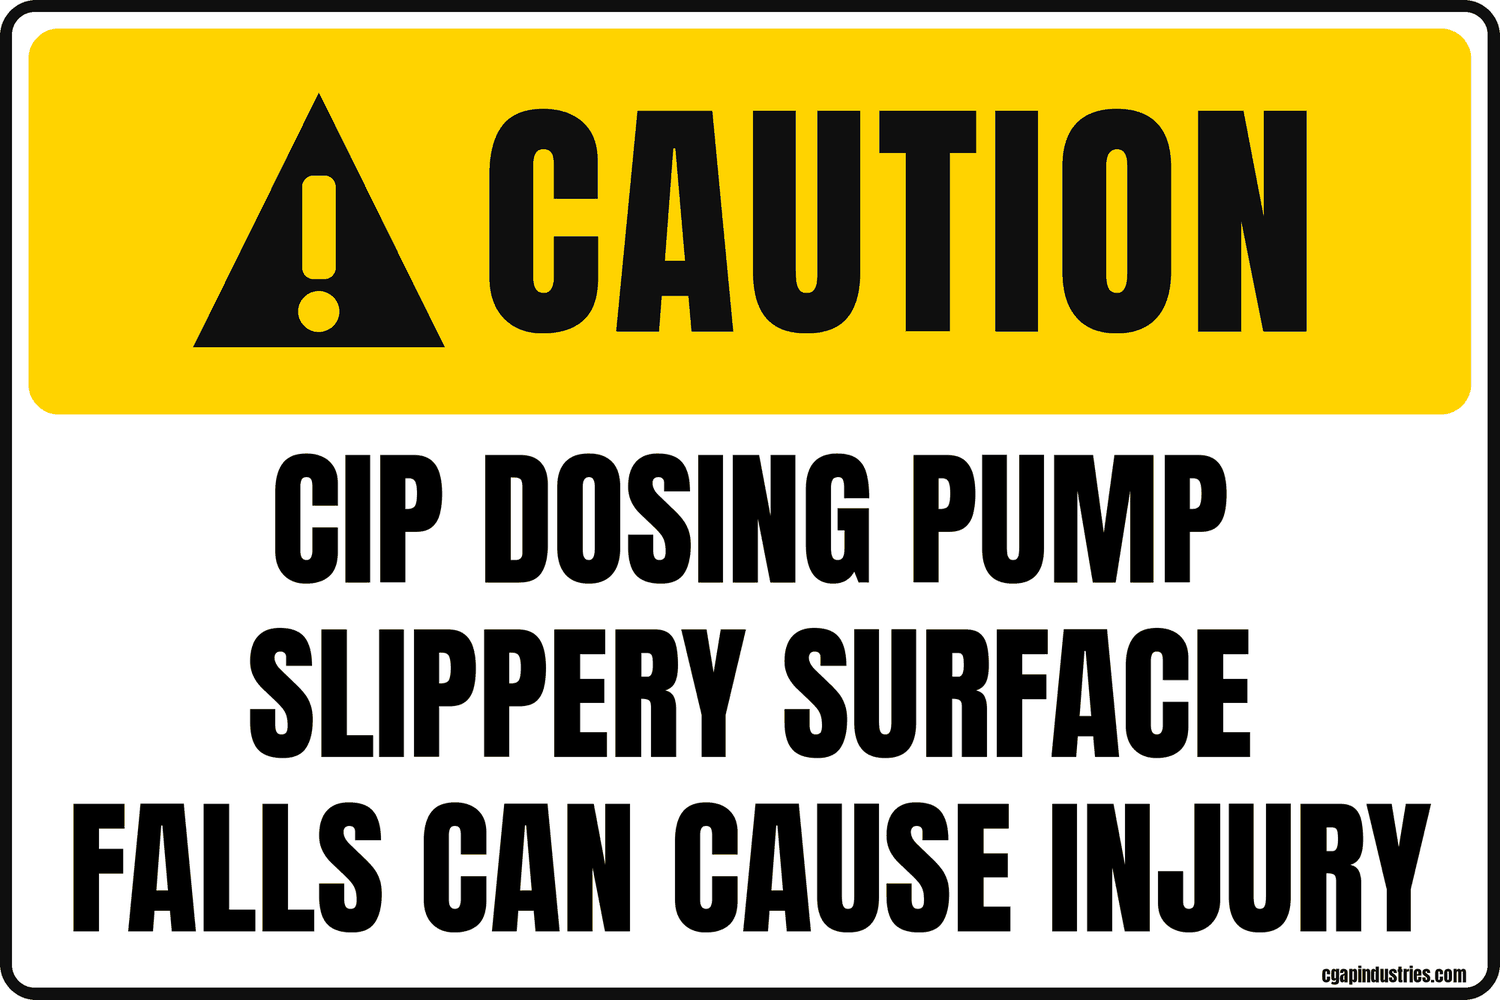 CAUTION
CIP DOSING PUMP
SLIPPERY SURFACE
FALLS CAN CAUSE INJURY
cgapindustries.com